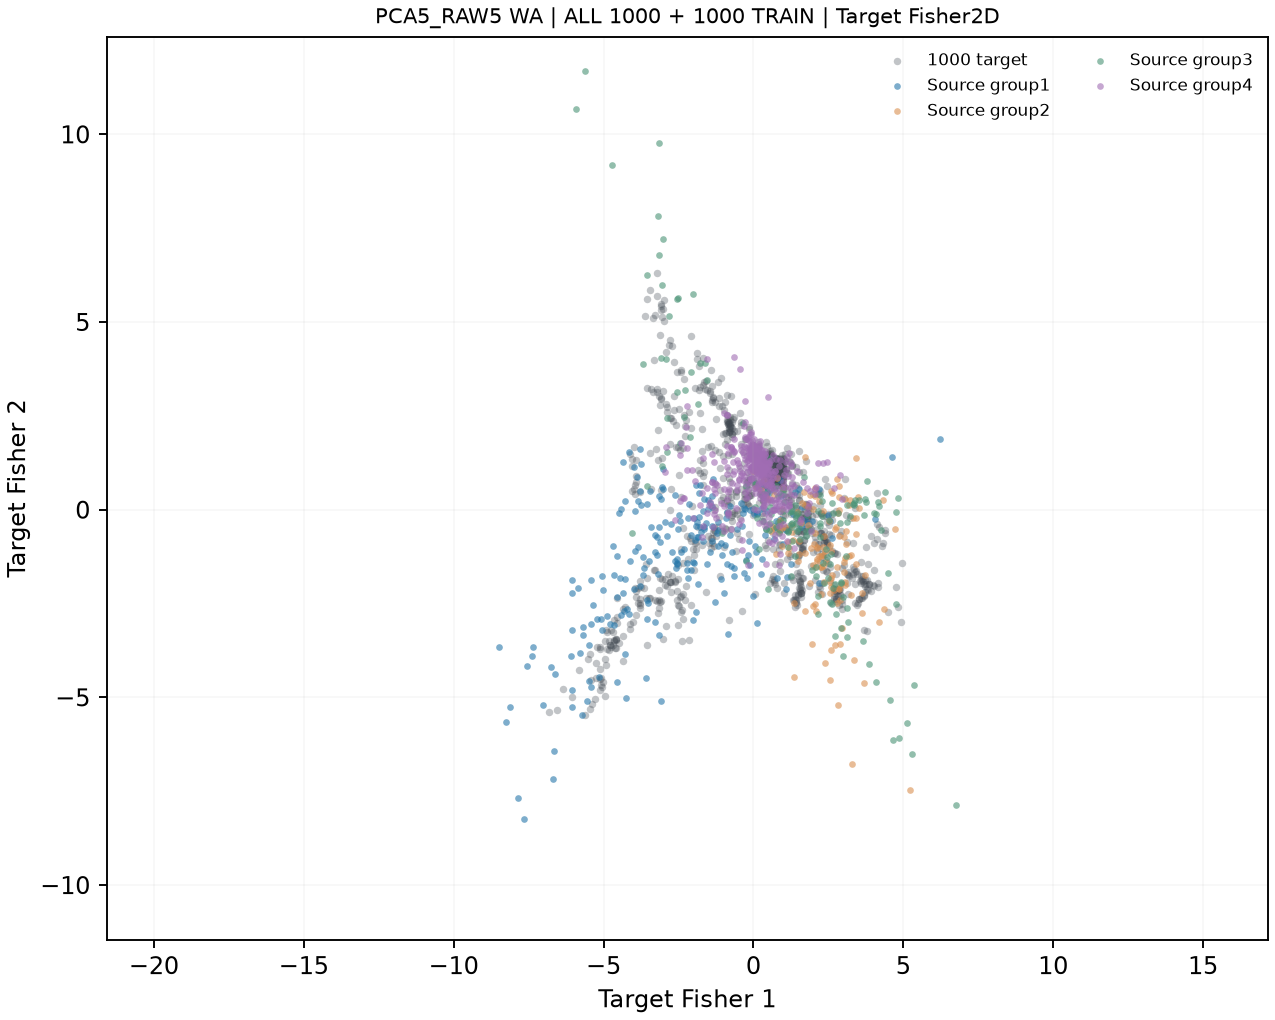 PCA5_RAW5 WA | ALL 1000 + 1000 TRAIN | Target Fisher2D
1000 target
Source group1
Source group2
Source group3
Source group4
10
5
0
−5
−10
Target Fisher 2
−20
−15
−10
−5
0
5
10
15
Target Fisher 1